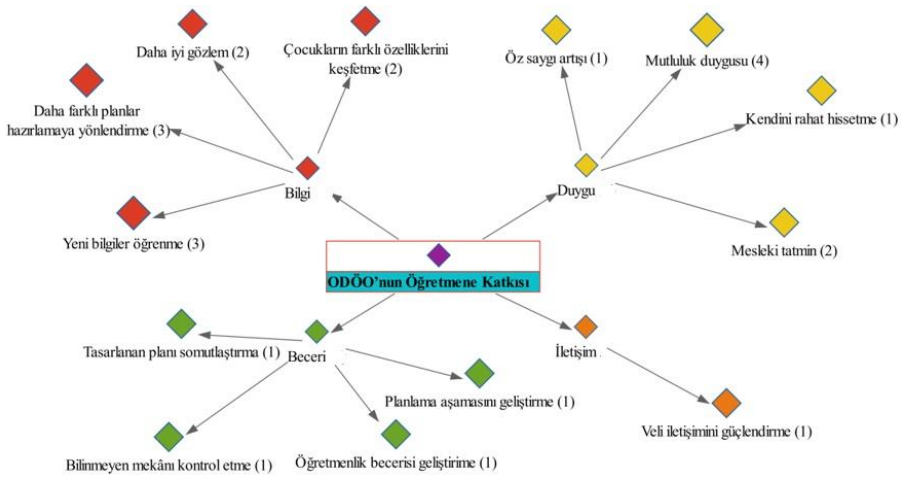 Daha iyi gözlem (2)
Çocukların farklı özelliklerini
keşfetme (2)
Öz saygı artışı (1)
Mutluluk duygusu (4)
Daha farklı planlar
hazırlamaya yönlendirme (3)
Kendini rahat hissetme (1)
Bilgi
Duygu
Yeni bilgiler öğrenme (3)
Mesleki tatmin (2)
ODÖO’nun Öğretmene Katkısı
Tasarlanan planı somutlaştırma (1)
Beceri
İletişim
Planlama aşamasını geliştirme (1)
Veli iletişimini güçlendirme (1)
Bilinmeyen mekânı kontrol etme (1)
Öğretmenlik becerisi geliştirime (1)